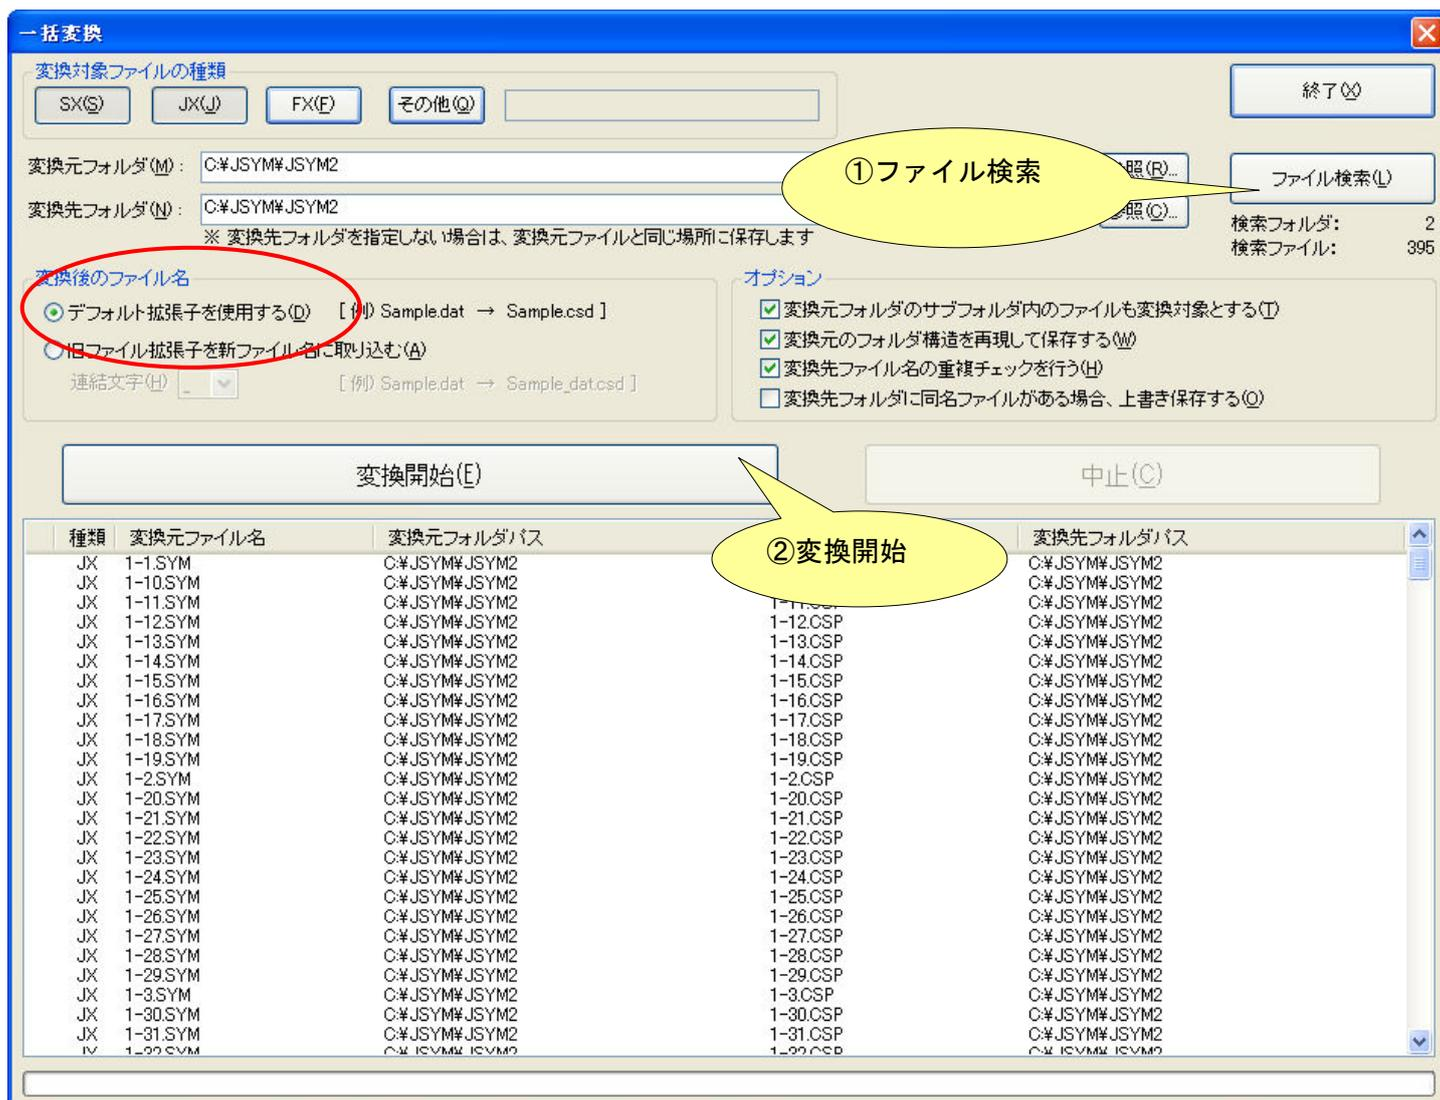 一括変換
変換対象ファイルの種類
SX(S) JX(J) FX(F) その他(Q)
終了(X)
変換元フォルダ(M): C:¥JSYM¥JSYM2
照(R)...
ファイル検索(L)
①ファイル検索
変換先フォルダ(N): C:¥JSYM¥JSYM2
照(C)...
※ 変換先フォルダを指定しない場合は、変換元ファイルと同じ場所に保存します
検索フォルダ: 2
検索ファイル: 395
変換後のファイル名
デフォルト拡張子を使用する(D) [ 例) Sample.dat → Sample.csd ]
旧ファイル拡張子を新ファイル名に取り込む(A)
連結文字(H) _ [ 例) Sample.dat → Sample_dat.csd ]
オプション
変換元フォルダのサブフォルダ内のファイルも変換対象とする(T)
変換元のフォルダ構造を再現して保存する(W)
変換先ファイル名の重複チェックを行う(H)
変換先フォルダに同名ファイルがある場合、上書き保存する(O)
変換開始(E)
中止(C)
②変換開始
種類 変換元ファイル名 変換元フォルダパス 変換先フォルダパス
JX 1-1.SYM C:¥JSYM¥JSYM2 C:¥JSYM¥JSYM2
JX 1-10.SYM C:¥JSYM¥JSYM2 C:¥JSYM¥JSYM2
JX 1-11.SYM C:¥JSYM¥JSYM2 1-11.CSP C:¥JSYM¥JSYM2
JX 1-12.SYM C:¥JSYM¥JSYM2 1-12.CSP C:¥JSYM¥JSYM2
JX 1-13.SYM C:¥JSYM¥JSYM2 1-13.CSP C:¥JSYM¥JSYM2
JX 1-14.SYM C:¥JSYM¥JSYM2 1-14.CSP C:¥JSYM¥JSYM2
JX 1-15.SYM C:¥JSYM¥JSYM2 1-15.CSP C:¥JSYM¥JSYM2
JX 1-16.SYM C:¥JSYM¥JSYM2 1-16.CSP C:¥JSYM¥JSYM2
JX 1-17.SYM C:¥JSYM¥JSYM2 1-17.CSP C:¥JSYM¥JSYM2
JX 1-18.SYM C:¥JSYM¥JSYM2 1-18.CSP C:¥JSYM¥JSYM2
JX 1-19.SYM C:¥JSYM¥JSYM2 1-19.CSP C:¥JSYM¥JSYM2
JX 1-2.SYM C:¥JSYM¥JSYM2 1-2.CSP C:¥JSYM¥JSYM2
JX 1-20.SYM C:¥JSYM¥JSYM2 1-20.CSP C:¥JSYM¥JSYM2
JX 1-21.SYM C:¥JSYM¥JSYM2 1-21.CSP C:¥JSYM¥JSYM2
JX 1-22.SYM C:¥JSYM¥JSYM2 1-22.CSP C:¥JSYM¥JSYM2
JX 1-23.SYM C:¥JSYM¥JSYM2 1-23.CSP C:¥JSYM¥JSYM2
JX 1-24.SYM C:¥JSYM¥JSYM2 1-24.CSP C:¥JSYM¥JSYM2
JX 1-25.SYM C:¥JSYM¥JSYM2 1-25.CSP C:¥JSYM¥JSYM2
JX 1-26.SYM C:¥JSYM¥JSYM2 1-26.CSP C:¥JSYM¥JSYM2
JX 1-27.SYM C:¥JSYM¥JSYM2 1-27.CSP C:¥JSYM¥JSYM2
JX 1-28.SYM C:¥JSYM¥JSYM2 1-28.CSP C:¥JSYM¥JSYM2
JX 1-29.SYM C:¥JSYM¥JSYM2 1-29.CSP C:¥JSYM¥JSYM2
JX 1-3.SYM C:¥JSYM¥JSYM2 1-3.CSP C:¥JSYM¥JSYM2
JX 1-30.SYM C:¥JSYM¥JSYM2 1-30.CSP C:¥JSYM¥JSYM2
JX 1-31.SYM C:¥JSYM¥JSYM2 1-31.CSP C:¥JSYM¥JSYM2
JX 1-32.SYM C:¥JSYM¥JSYM2 1-32.CSP C:¥JSYM¥JSYM2